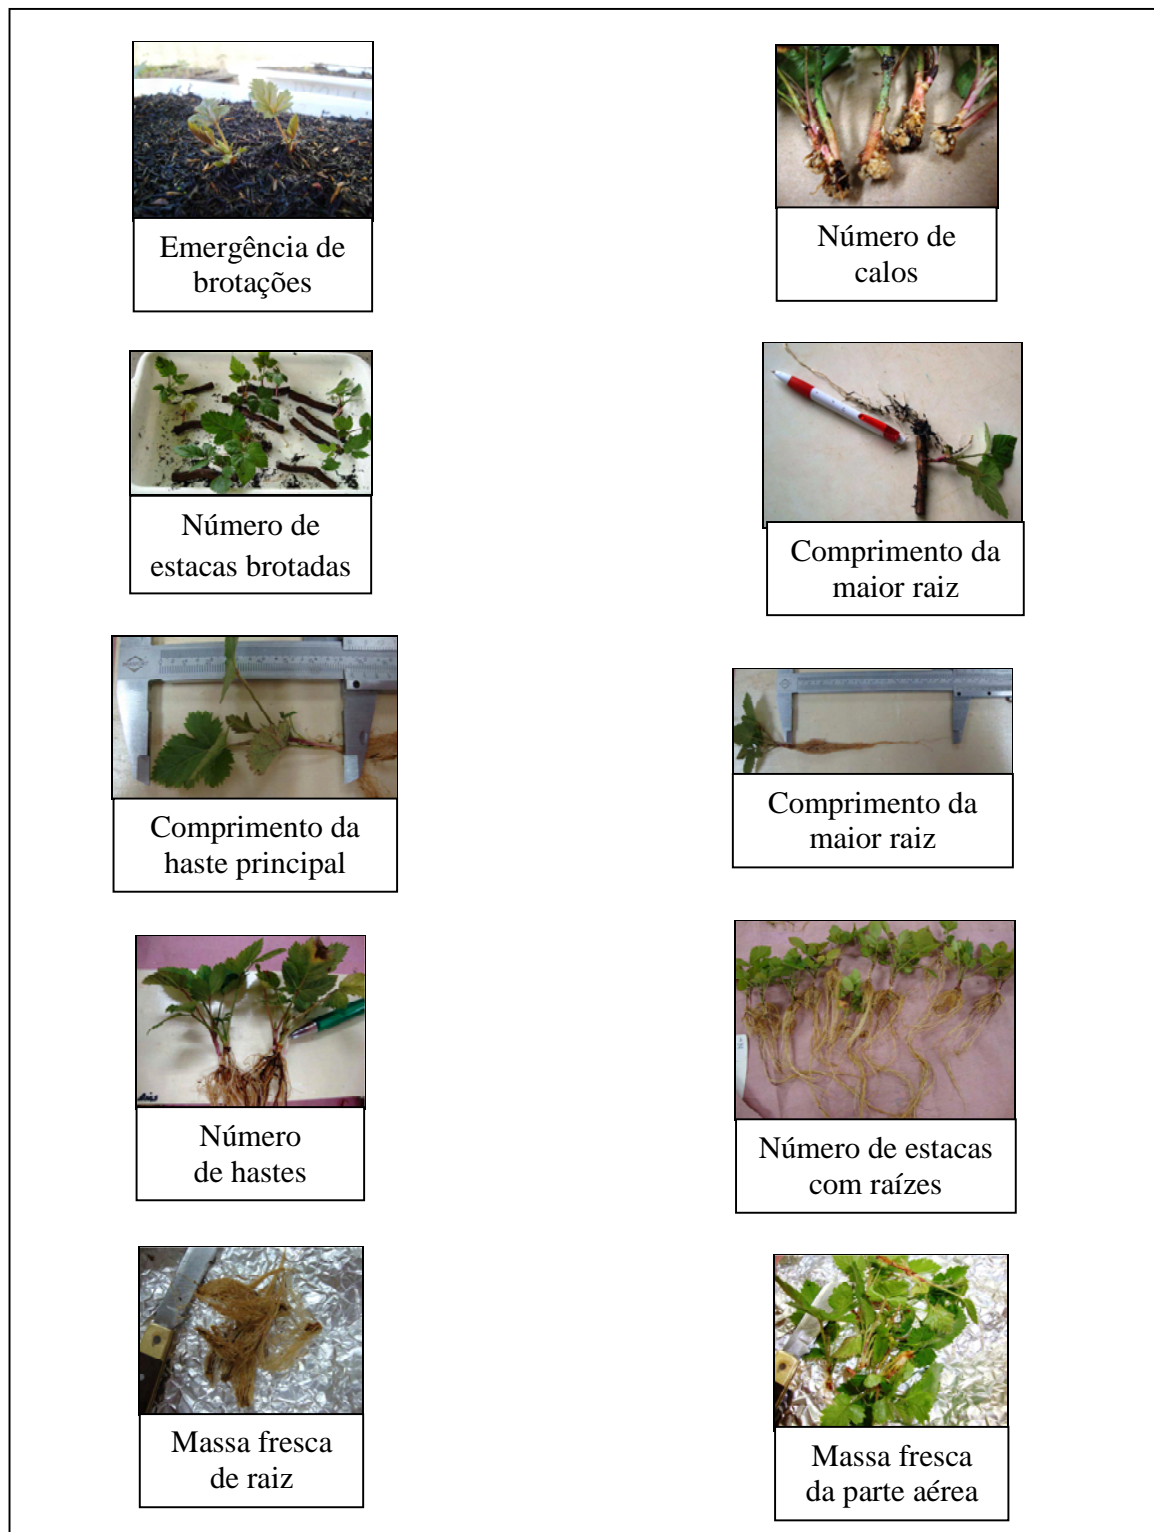 Emergência de
brotações
Número de
calos
Número de
estacas brotadas
Comprimento da
maior raiz
Comprimento da
haste principal
Comprimento da
maior raiz
Número
de hastes
Número de estacas
com raízes
Massa fresca
de raiz
Massa fresca
da parte aérea